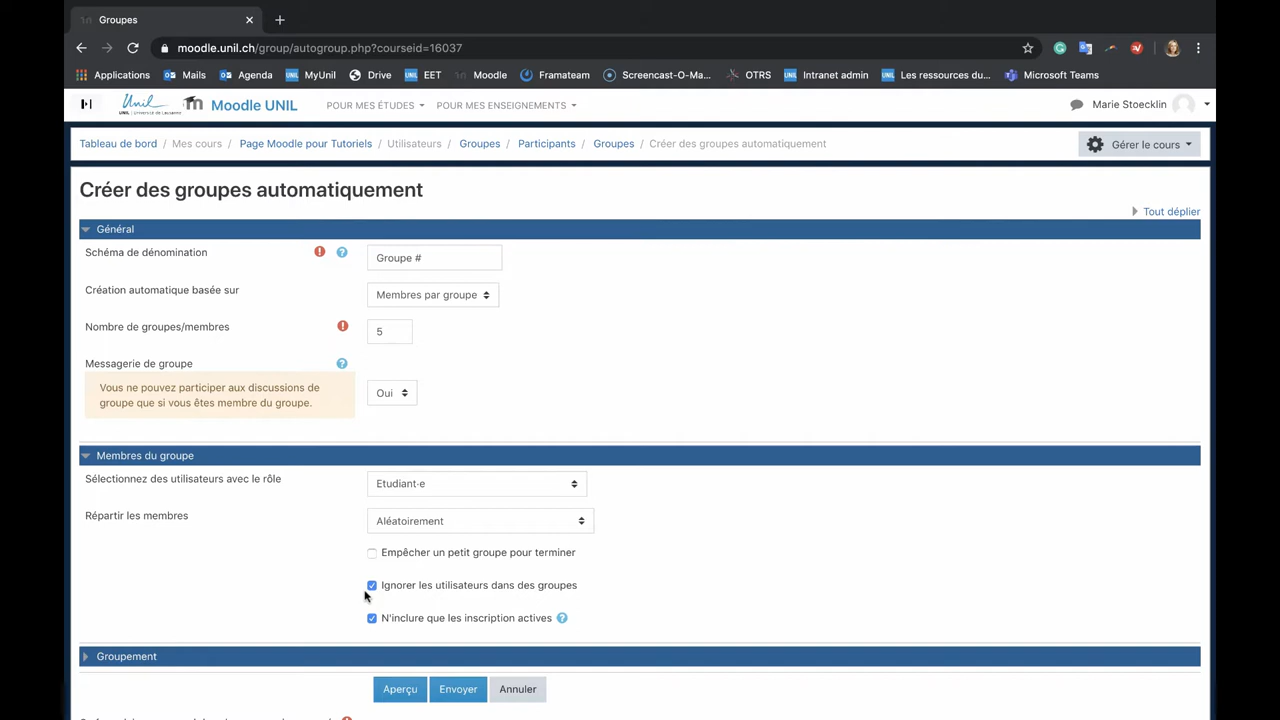 Groupes
moodle.unil.ch/group/autogroup.php?courseid=16037
Applications Mails Agenda MyUnil Drive EET Moodle Framateam Screencast-O-Ma... OTRS Intranet admin Les ressources du... Microsoft Teams
Unil
UNIL | Université de Lausanne
Moodle UNIL POUR MES ÉTUDES POUR MES ENSEIGNEMENTS Marie Stoecklin
Tableau de bord / Mes cours / Page Moodle pour Tutoriels / Utilisateurs / Groupes / Participants / Groupes / Créer des groupes automatiquement Gérer le cours
Créer des groupes automatiquement
Tout déplier
Général
Schéma de dénomination Groupe #
Création automatique basée sur Membres par groupe
Nombre de groupes/membres 5
Messagerie de groupe
Vous ne pouvez participer aux discussions de
groupe que si vous êtes membre du groupe.
Oui
Membres du groupe
Sélectionnez des utilisateurs avec le rôle Etudiant·e
Répartir les membres Aléatoirement
Empêcher un petit groupe pour terminer
Ignorer les utilisateurs dans des groupes
N'inclure que les inscription actives
Groupement
Aperçu Envoyer Annuler